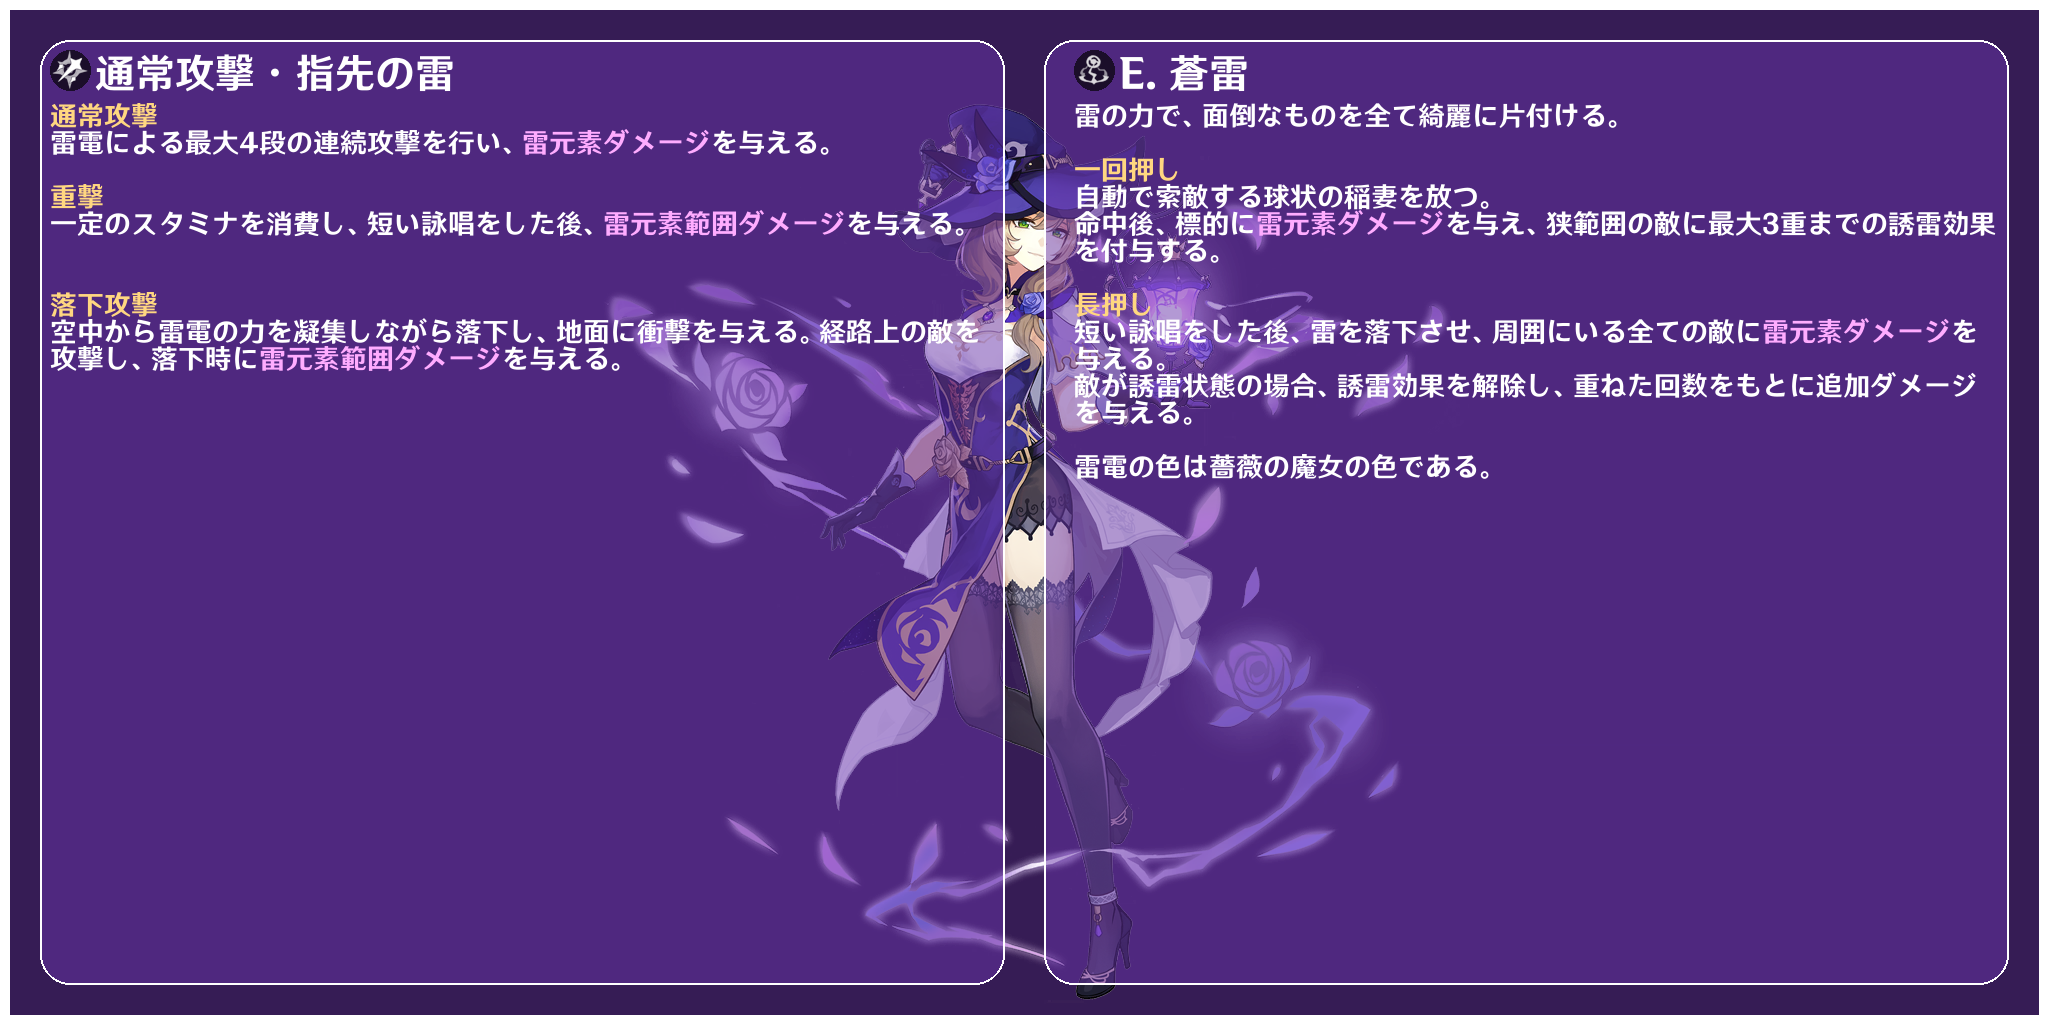 通常攻撃・指先の雷
通常攻撃
雷電による最大4段の連続攻撃を行い、雷元素ダメージを与える。
重撃
一定のスタミナを消費し、短い詠唱をした後、雷元素範囲ダメージを与える。
落下攻撃
空中から雷電の力を凝集しながら落下し、地面に衝撃を与える。経路上の敵を
攻撃し、落下時に雷元素範囲ダメージを与える。
E. 蒼雷
雷の力で、面倒なものを全て綺麗に片付ける。
一回押し
自動で索敵する球状の稲妻を放つ。
命中後、標的に雷元素ダメージを与え、狭範囲の敵に最大3重までの誘雷効果
を付与する。
長押し
短い詠唱をした後、雷を落下させ、周囲にいる全ての敵に雷元素ダメージを
与える。
敵が誘雷状態の場合、誘雷効果を解除し、重ねた回数をもとに追加ダメージ
を与える。
雷電の色は薔薇の魔女の色である。